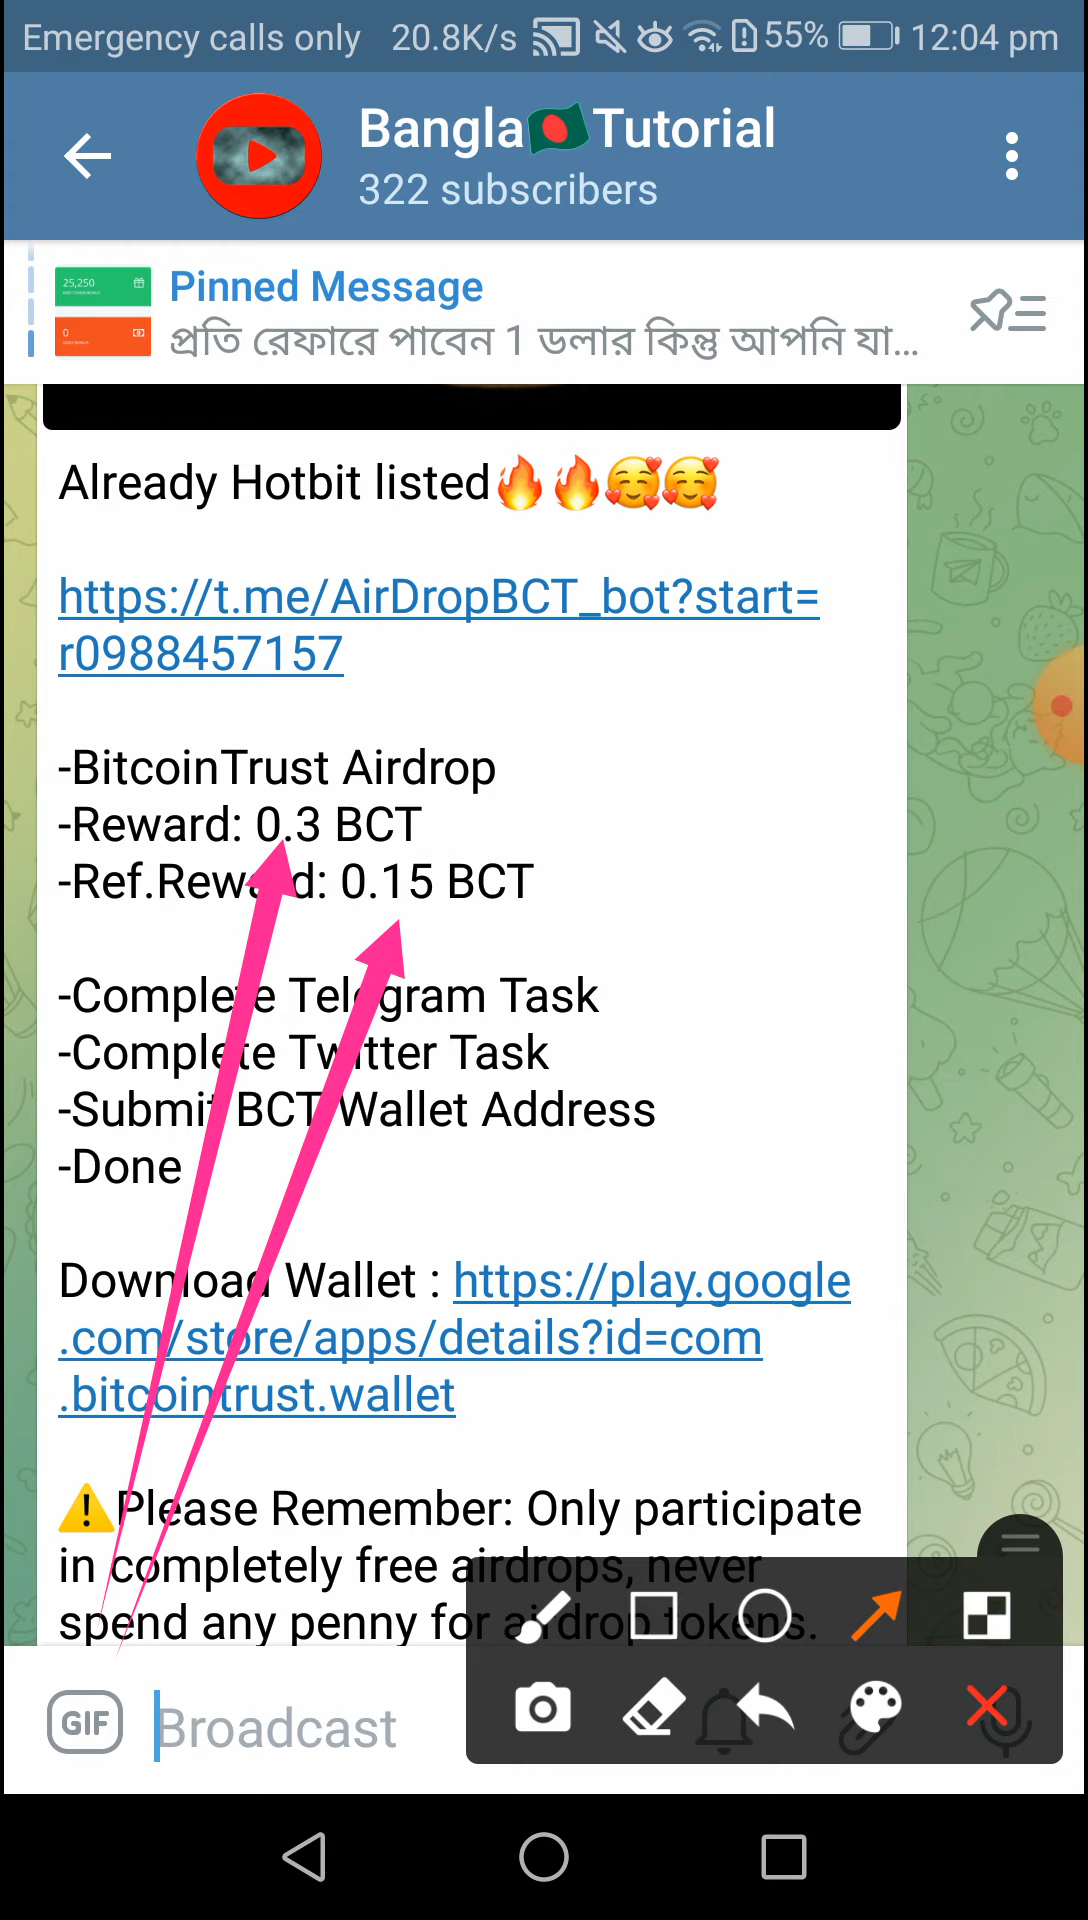 Emergency calls only 20.8K/s 55% 12:04 pm
Bangla🇧🇩Tutorial
322 subscribers
25,250
0
Pinned Message
প্রতি রেফারে পাবেন 1 ডলার কিন্তু আপনি যা...
Already Hotbit listed🔥🔥🥰🥰
https://t.me/AirDropBCT_bot?start=
r0988457157
-BitcoinTrust Airdrop
-Reward: 0.3 BCT
-Ref.Reward: 0.15 BCT
-Complete Telegram Task
-Complete Twitter Task
-Submit BCT Wallet Address
-Done
Download Wallet : https://play.google
.com/store/apps/details?id=com
.bitcointrust.wallet
⚠️Please Remember: Only participate
in completely free airdrops, never
spend any penny for airdrop tokens.
GIF Broadcast